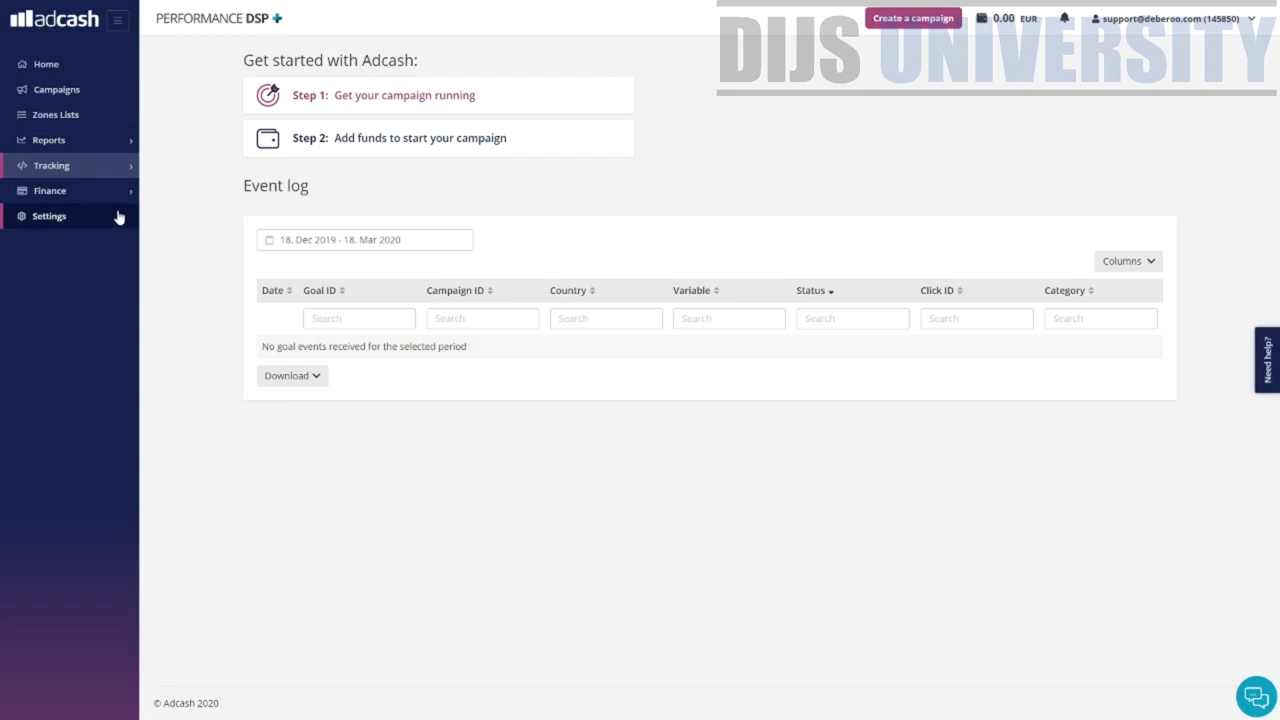 adcash
PERFORMANCE DSP
Create a campaign
0.00 EUR
support@deberoo.com (145850)
DIJS UNIVERSITY
Home
Campaigns
Zones Lists
Reports
Tracking
Finance
Settings
Get started with Adcash:
Step 1: Get your campaign running
Step 2: Add funds to start your campaign
Event log
18. Dec 2019 - 18. Mar 2020
Columns
Date Goal ID Campaign ID Country Variable Status Click ID Category
Search Search Search Search Search Search Search
No goal events received for the selected period
Download
Need help?
© Adcash 2020